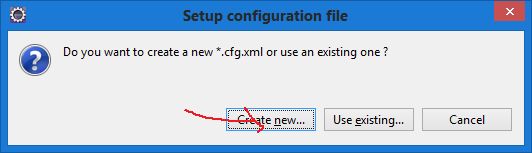 Setup configuration file
Do you want to create a new *.cfg.xml or use an existing one ?
Create new...
Use existing...
Cancel